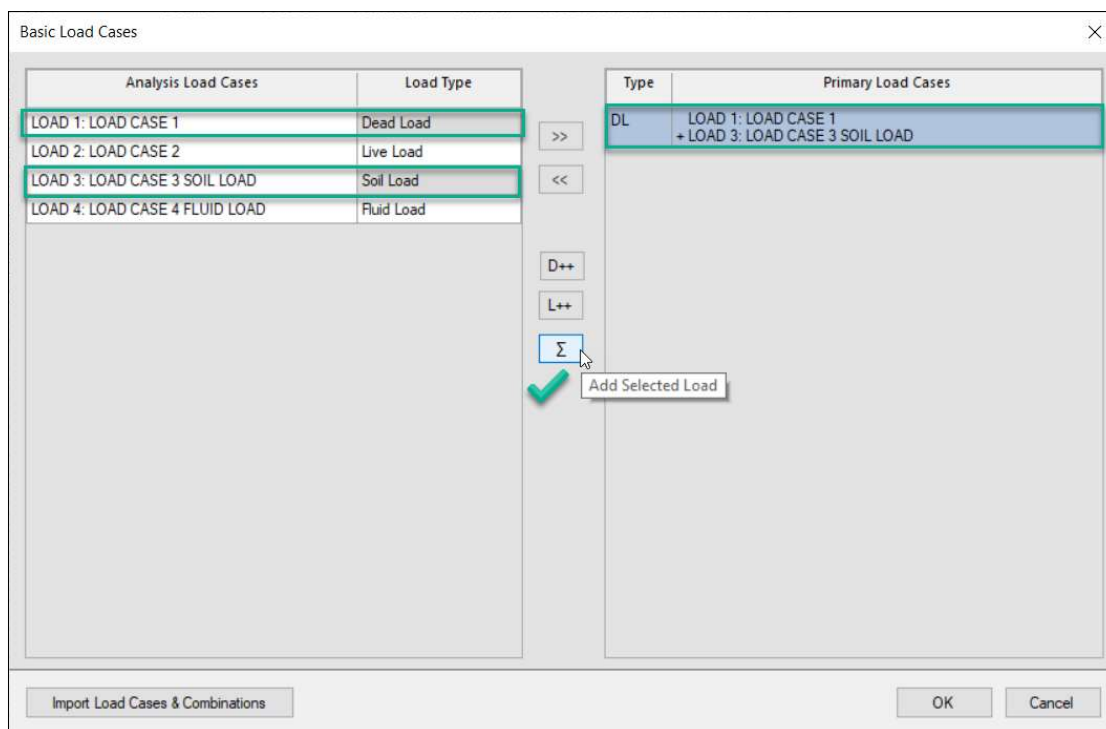 Basic Load Cases
Analysis Load Cases Load Type
LOAD 1: LOAD CASE 1 Dead Load
LOAD 2: LOAD CASE 2 Live Load
LOAD 3: LOAD CASE 3 SOIL LOAD Soil Load
LOAD 4: LOAD CASE 4 FLUID LOAD Fluid Load
>>
<<
D++
L++
Σ
Add Selected Load
Type Primary Load Cases
DL LOAD 1: LOAD CASE 1
+ LOAD 3: LOAD CASE 3 SOIL LOAD
Import Load Cases & Combinations
OK Cancel